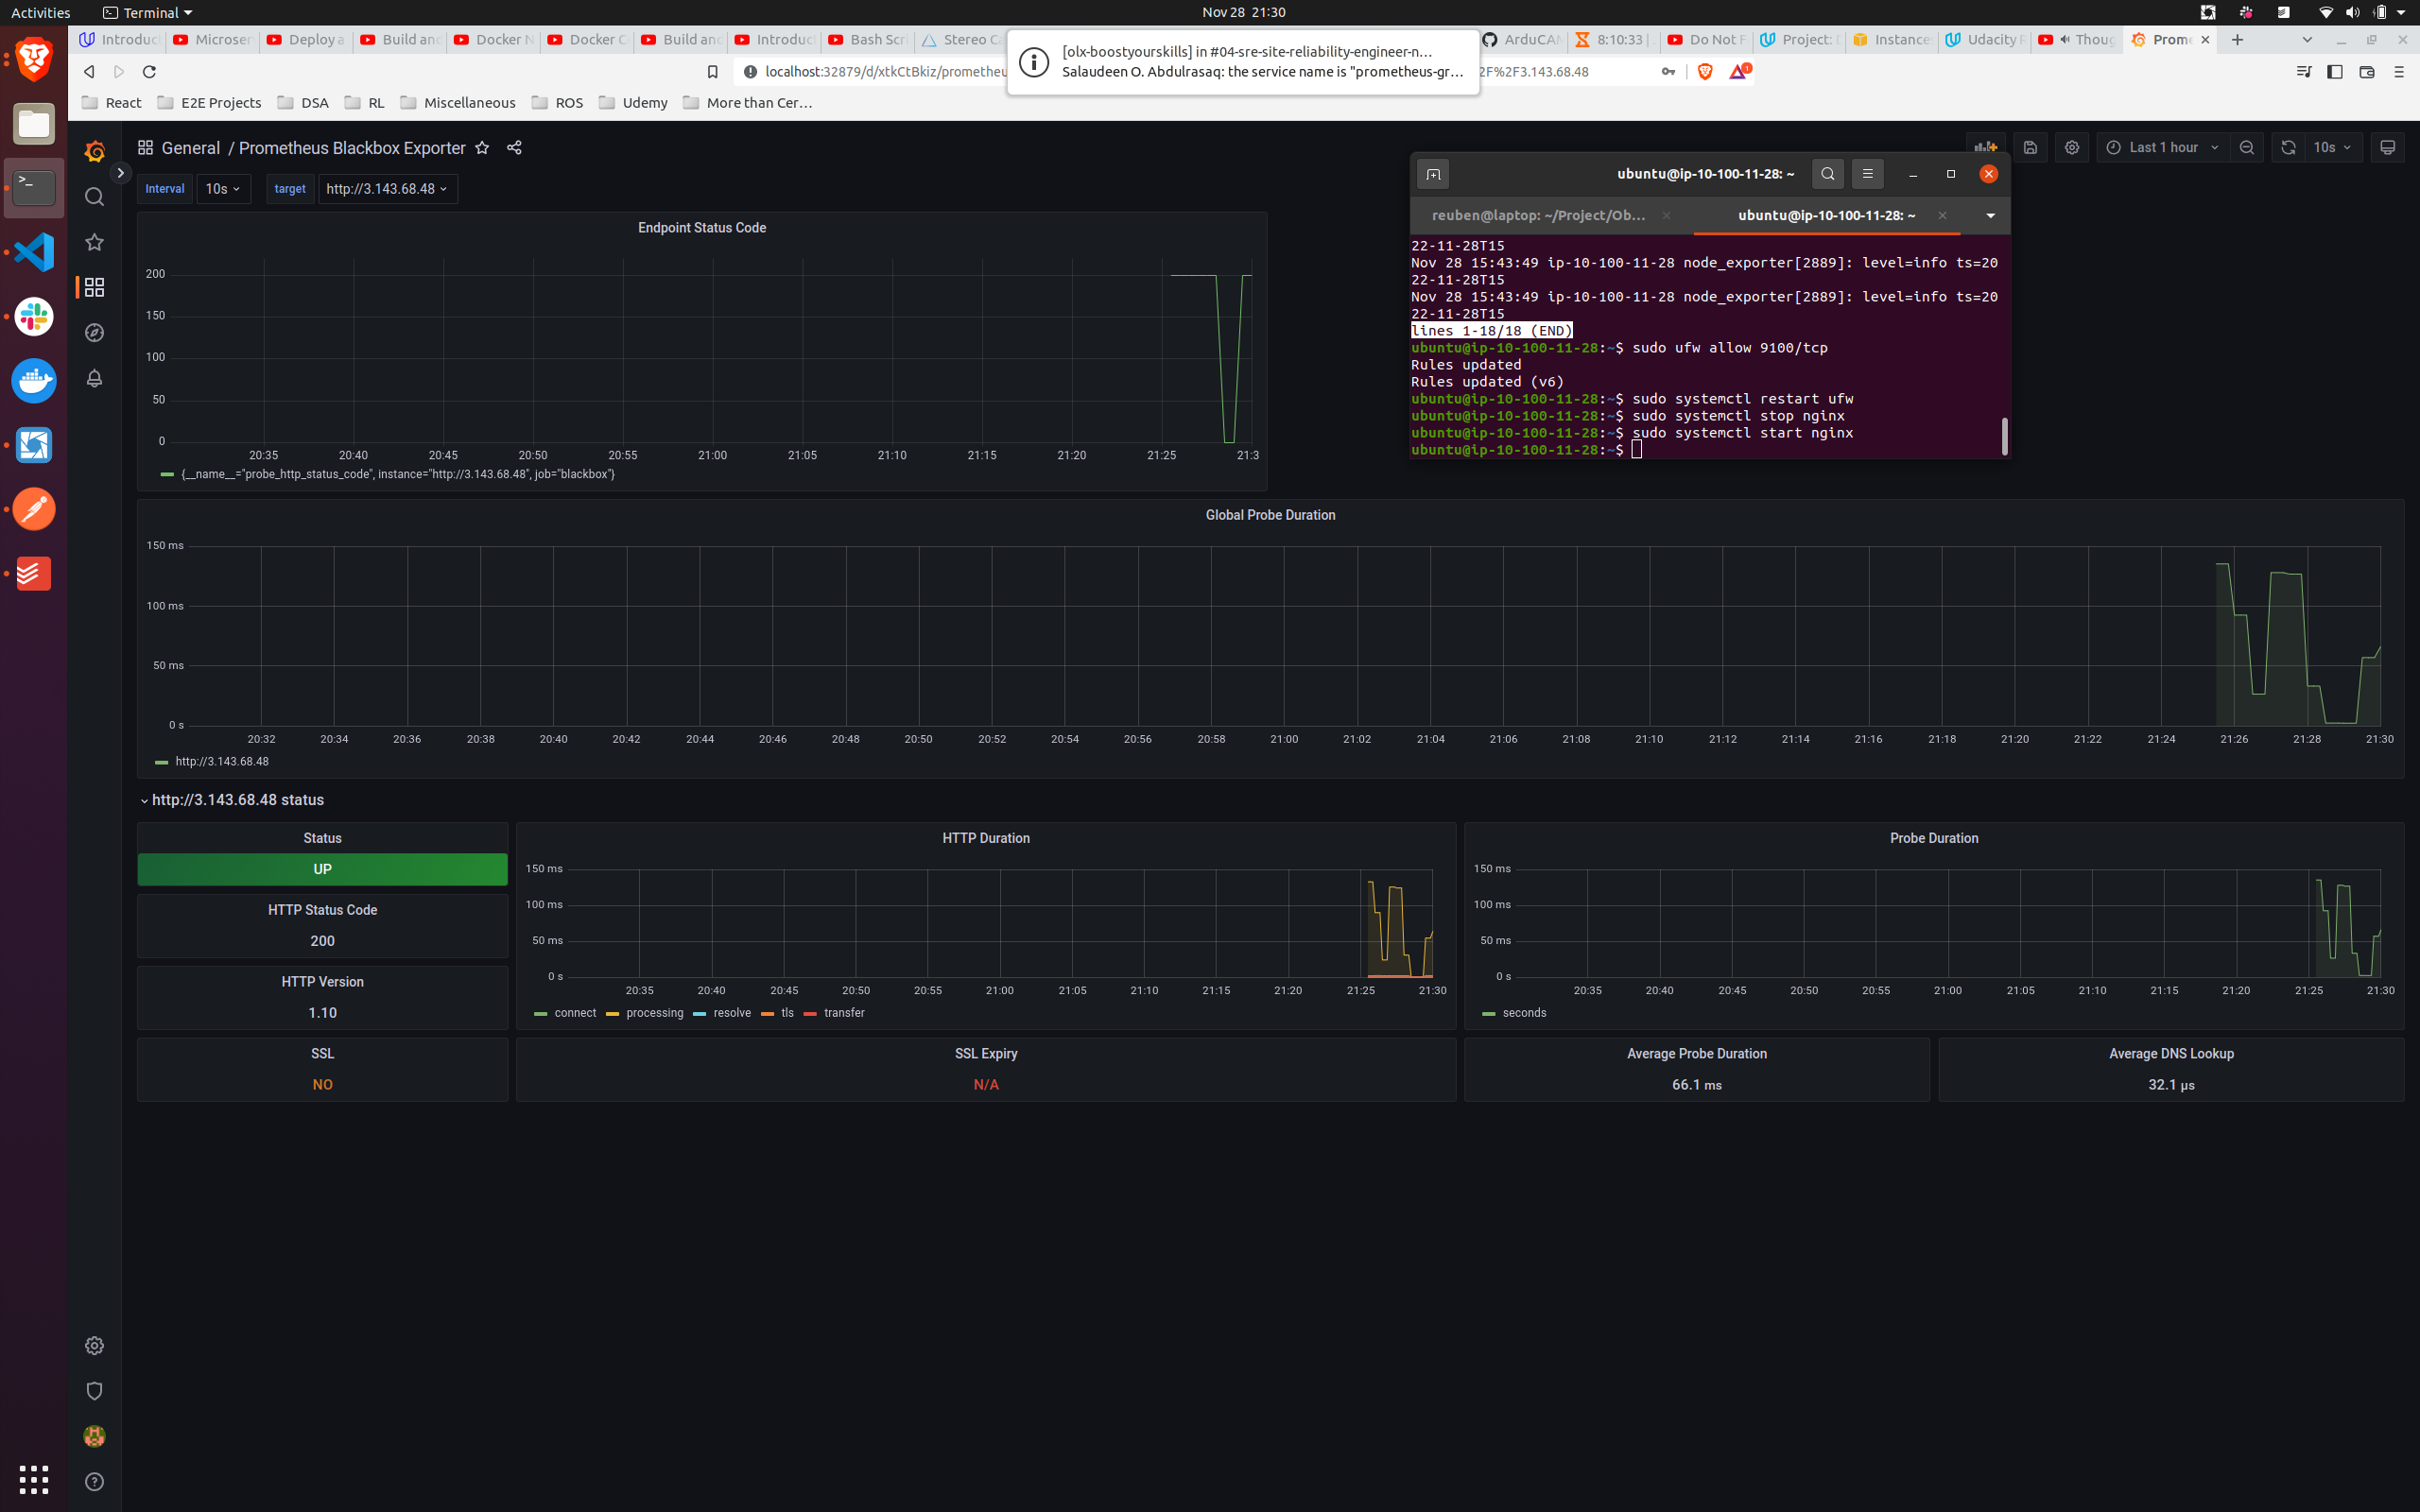 Activities Terminal Nov 28 21:30
Introduc Microser Deploy a Build and Docker N Docker C Build and Introduc Bash Scri Stereo Ca ArduCAM 8:10:33 | Do Not F Project: D Instance Udacity R Thoug Prome
[olx-boostyourskills] in #04-sre-site-reliability-engineer-n…
Salaudeen O. Abdulrasaq: the service name is "prometheus-gr…
localhost:32879/d/xtkCtBkiz/prometheu 2F%2F3.143.68.48
React E2E Projects DSA RL Miscellaneous ROS Udemy More than Cer…
General / Prometheus Blackbox Exporter
Last 1 hour 10s
Interval 10s target http://3.143.68.48
ubuntu@ip-10-100-11-28: ~
reuben@laptop: ~/Project/Ob… ubuntu@ip-10-100-11-28: ~
22-11-28T15
Nov 28 15:43:49 ip-10-100-11-28 node_exporter[2889]: level=info ts=20
22-11-28T15
Nov 28 15:43:49 ip-10-100-11-28 node_exporter[2889]: level=info ts=20
22-11-28T15
lines 1-18/18 (END)
ubuntu@ip-10-100-11-28:~$ sudo ufw allow 9100/tcp
Rules updated
Rules updated (v6)
ubuntu@ip-10-100-11-28:~$ sudo systemctl restart ufw
ubuntu@ip-10-100-11-28:~$ sudo systemctl stop nginx
ubuntu@ip-10-100-11-28:~$ sudo systemctl start nginx
ubuntu@ip-10-100-11-28:~$
Endpoint Status Code
200
150
100
50
0
20:35 20:40 20:45 20:50 20:55 21:00 21:05 21:10 21:15 21:20 21:25 21:3
{__name__="probe_http_status_code", instance="http://3.143.68.48", job="blackbox"}
Global Probe Duration
150 ms
100 ms
50 ms
0 s
20:32 20:34 20:36 20:38 20:40 20:42 20:44 20:46 20:48 20:50 20:52 20:54 20:56 20:58 21:00 21:02 21:04 21:06 21:08 21:10 21:12 21:14 21:16 21:18 21:20 21:22 21:24 21:26 21:28 21:30
http://3.143.68.48
http://3.143.68.48 status
Status
UP
HTTP Status Code
200
HTTP Version
1.10
SSL
NO
HTTP Duration
150 ms
100 ms
50 ms
0 s
20:35 20:40 20:45 20:50 20:55 21:00 21:05 21:10 21:15 21:20 21:25 21:30
connect processing resolve tls transfer
SSL Expiry
N/A
Probe Duration
150 ms
100 ms
50 ms
0 s
20:35 20:40 20:45 20:50 20:55 21:00 21:05 21:10 21:15 21:20 21:25 21:30
seconds
Average Probe Duration
66.1 ms
Average DNS Lookup
32.1 µs